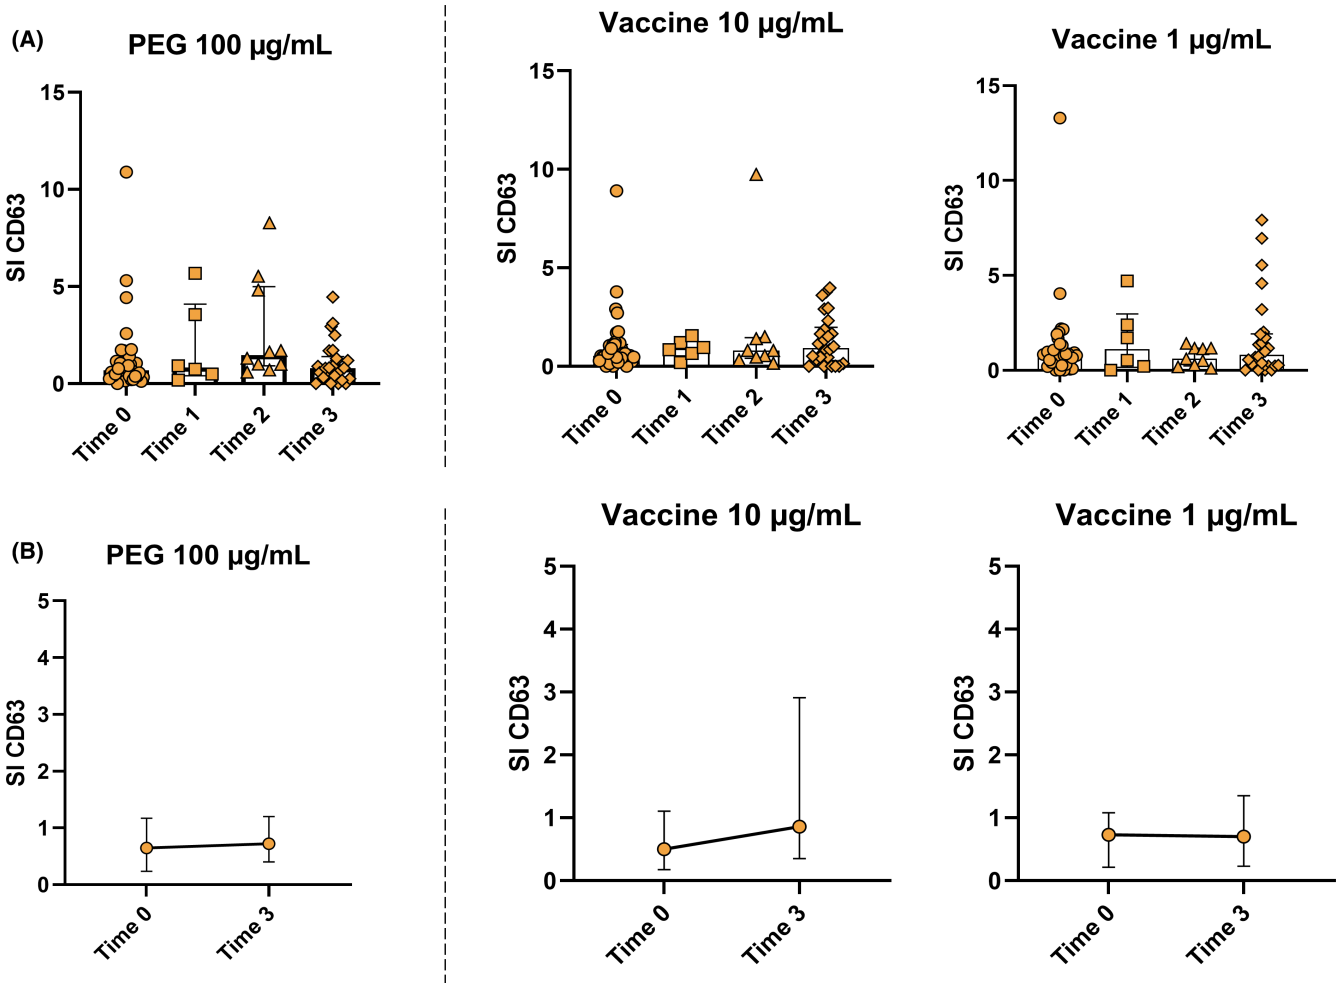 (A)
PEG 100 µg/mL
15
10
5
0
SI CD63
Time 0
Time 1
Time 2
Time 3
Vaccine 10 µg/mL
15
10
5
0
SI CD63
Time 0
Time 1
Time 2
Time 3
Vaccine 1 µg/mL
15
10
5
0
SI CD63
Time 0
Time 1
Time 2
Time 3
(B)
PEG 100 µg/mL
5
4
3
2
1
0
SI CD63
Time 0
Time 3
Vaccine 10 µg/mL
5
4
3
2
1
0
SI CD63
Time 0
Time 3
Vaccine 1 µg/mL
5
4
3
2
1
0
SI CD63
Time 0
Time 3